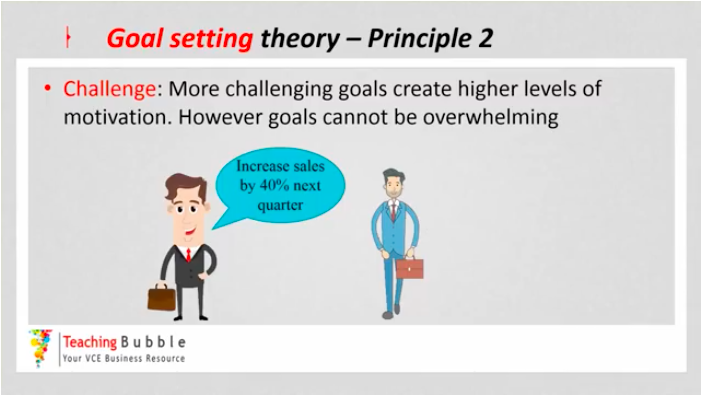 Goal setting theory – Principle 2
• Challenge: More challenging goals create higher levels of
motivation. However goals cannot be overwhelming
Increase sales
by 40% next
quarter
Teaching Bubble
Your VCE Business Resource